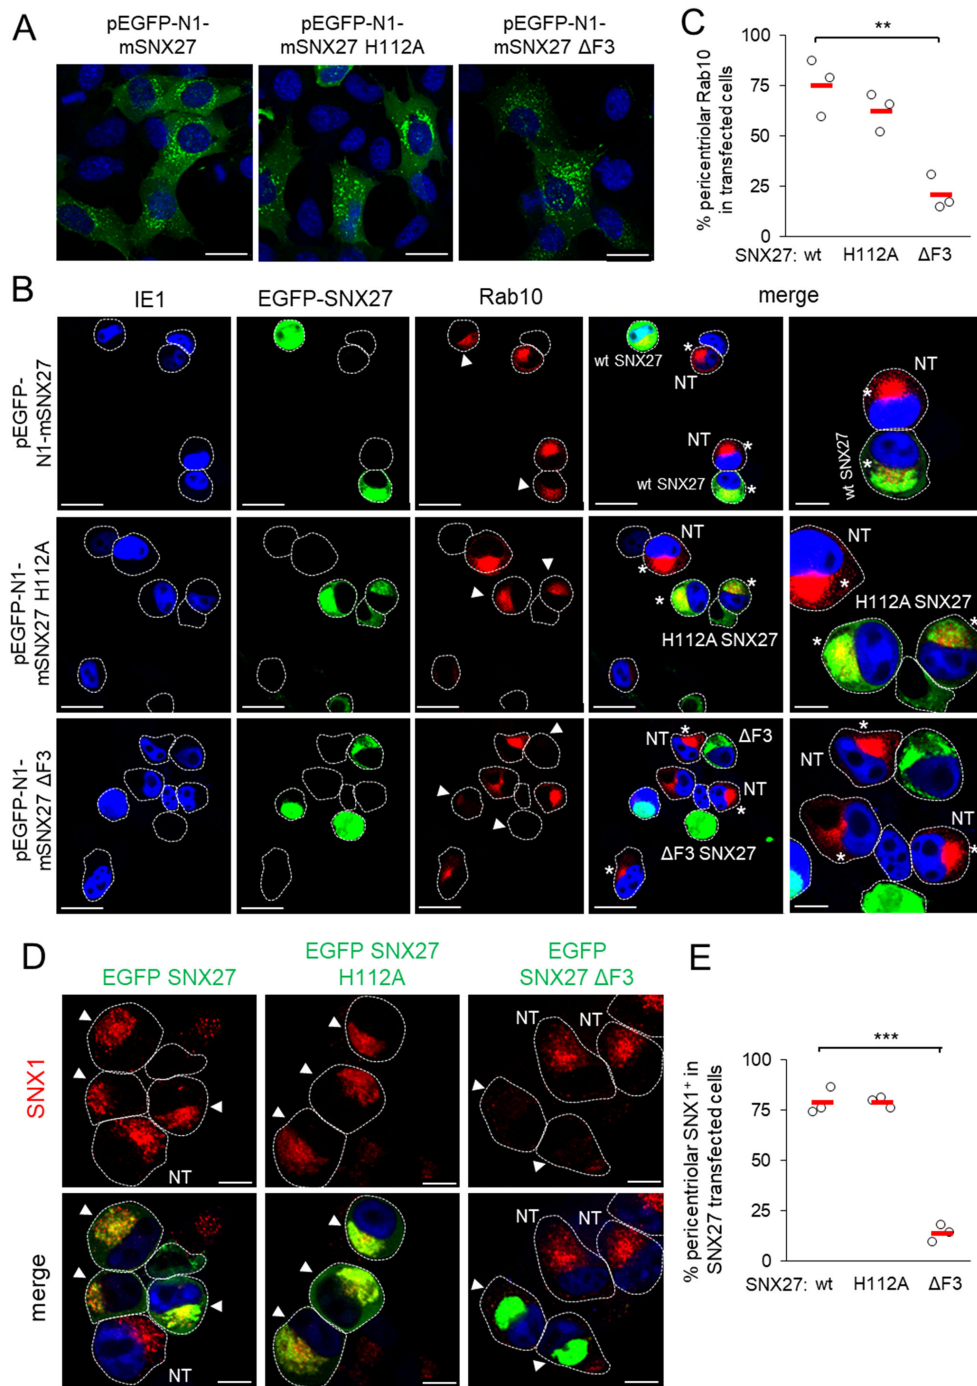 A
pEGFP-N1-
mSNX27
pEGFP-N1-
mSNX27 H112A
pEGFP-N1-
mSNX27 ΔF3
C
% pericentriolar Rab10
in transfected cells
100
75
50
25
0
**
SNX27: wt H112A ΔF3
B
IE1
EGFP-SNX27
Rab10
merge
pEGFP-
N1-mSNX27
wt SNX27
*
NT
NT
*
wt SNX27
*
NT
*
wt SNX27
*
pEGFP-N1-
mSNX27 H112A
NT
*
*
*
H112A SNX27
NT
*
H112A SNX27
*
*
pEGFP-N1-
mSNX27 ΔF3
*
NT
ΔF3
NT
*
ΔF3 SNX27
*
*
NT
NT
*
*
D
EGFP SNX27
EGFP SNX27
H112A
EGFP
SNX27 ΔF3
SNX1
NT
NT
NT
merge
NT
NT
NT
E
% pericentriolar SNX1⁺ in
SNX27 transfected cells
100
75
50
25
0
***
SNX27: wt H112A ΔF3